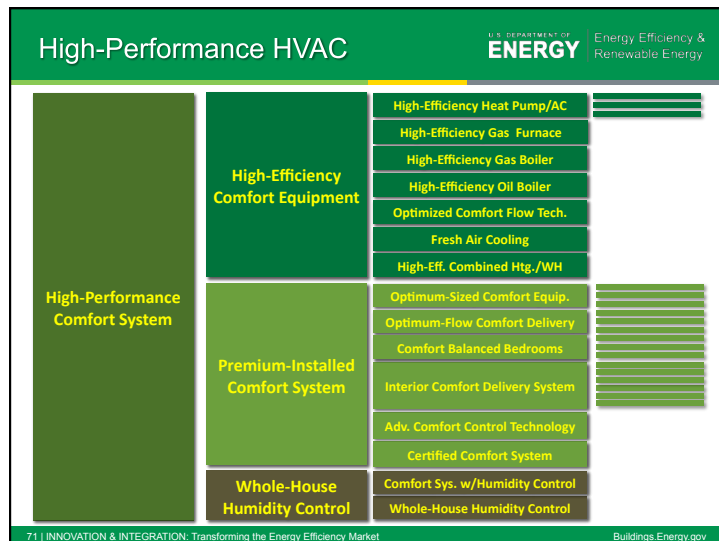 High-Performance HVAC
U.S. DEPARTMENT OF
ENERGY
Energy Efficiency &
Renewable Energy
High-Performance
Comfort System
High-Efficiency
Comfort Equipment
High-Efficiency Heat Pump/AC
High-Efficiency Gas Furnace
High-Efficiency Gas Boiler
High-Efficiency Oil Boiler
Optimized Comfort Flow Tech.
Fresh Air Cooling
High-Eff. Combined Htg./WH
Premium-Installed
Comfort System
Optimum-Sized Comfort Equip.
Optimum-Flow Comfort Delivery
Comfort Balanced Bedrooms
Interior Comfort Delivery System
Adv. Comfort Control Technology
Certified Comfort System
Whole-House
Humidity Control
Comfort Sys. w/Humidity Control
Whole-House Humidity Control
71 | INNOVATION & INTEGRATION: Transforming the Energy Efficiency Market
Buildings.Energy.gov